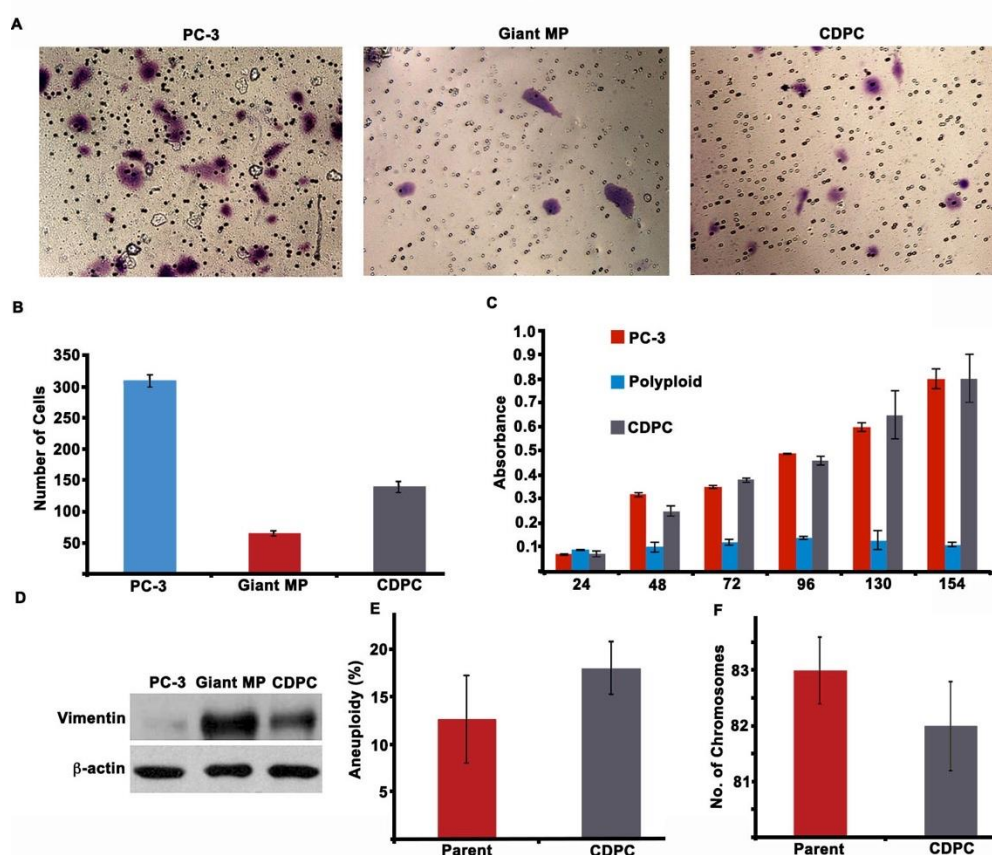 A
PC-3
Giant MP
CDPC
B
Number of Cells
350
300
250
200
150
100
50
PC-3
Giant MP
CDPC
C
Absorbance
1.0
0.9
0.8
0.7
0.6
0.5
0.4
0.3
0.2
0.1
PC-3
Polyploid
CDPC
24
48
72
96
130
154
D
PC-3 Giant MP CDPC
Vimentin
β-actin
E
Aneuploidy (%)
20
15
10
5
Parent
CDPC
F
No. of Chromosomes
83
82
81
Parent
CDPC